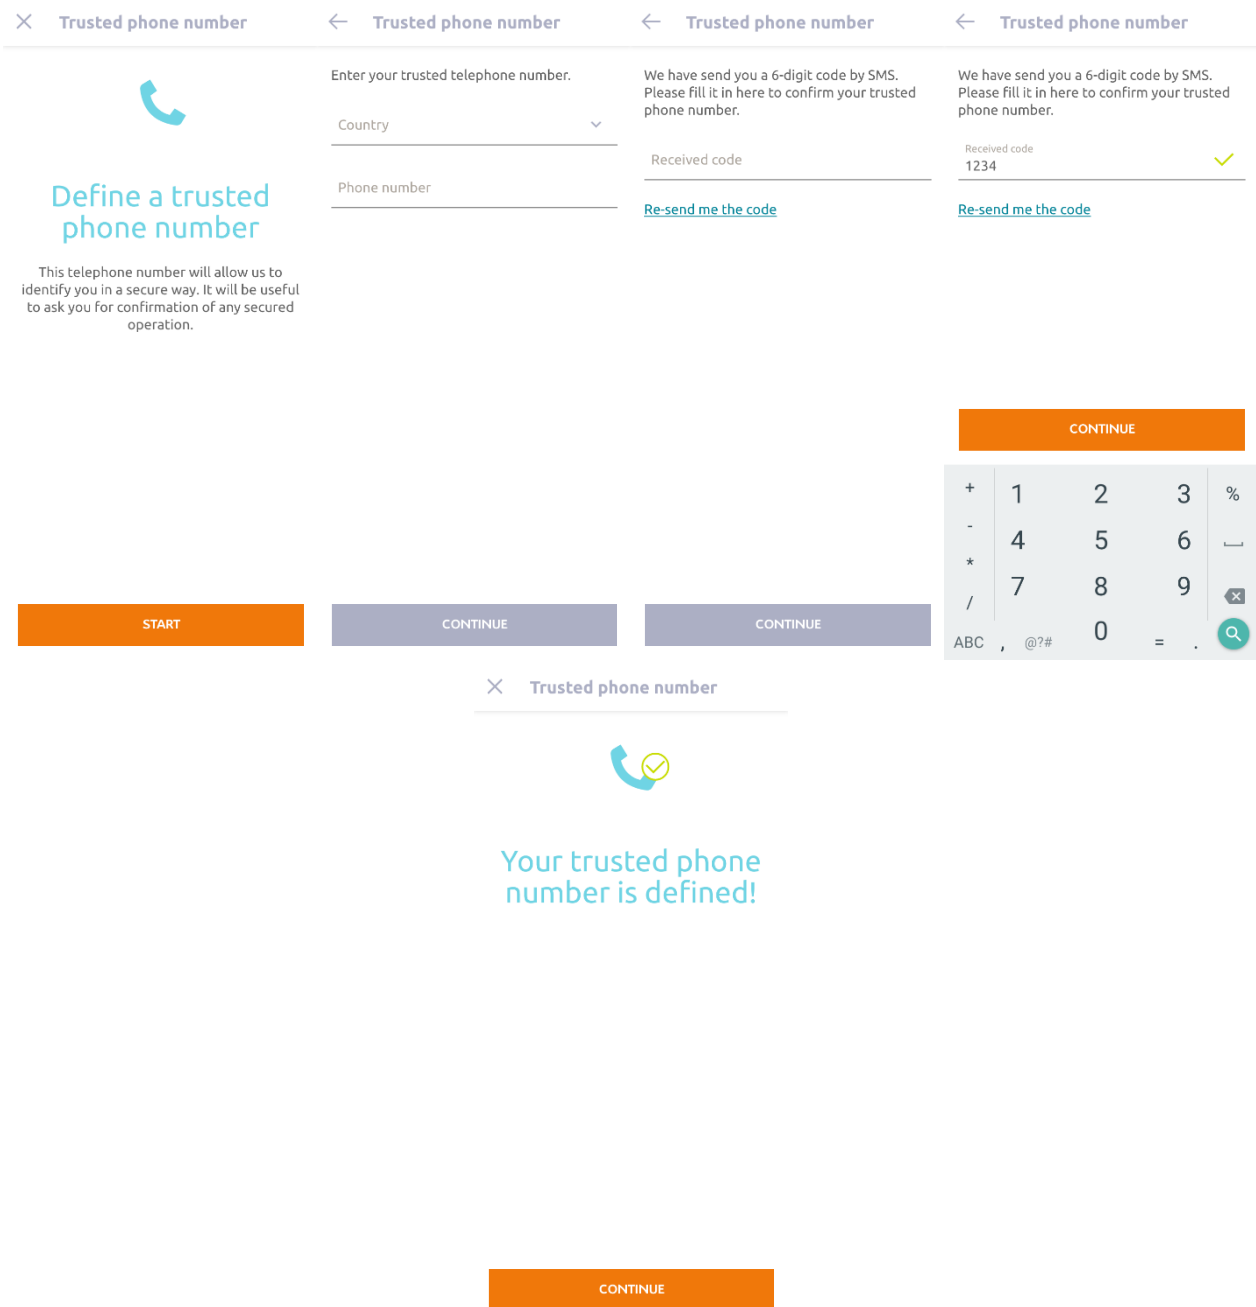 Trusted phone number
Define a trusted
phone number
This telephone number will allow us to
identify you in a secure way. It will be useful
to ask you for confirmation of any secured
operation.
START
Trusted phone number
Enter your trusted telephone number.
Country
Phone number
CONTINUE
Trusted phone number
We have send you a 6-digit code by SMS.
Please fill it in here to confirm your trusted
phone number.
Received code
Re-send me the code
CONTINUE
Trusted phone number
We have send you a 6-digit code by SMS.
Please fill it in here to confirm your trusted
phone number.
Received code
1234
Re-send me the code
CONTINUE
+ 1 2 3 %
- 4 5 6
* 7 8 9
/ 0
ABC , @?# = .
Trusted phone number
Your trusted phone
number is defined!
CONTINUE